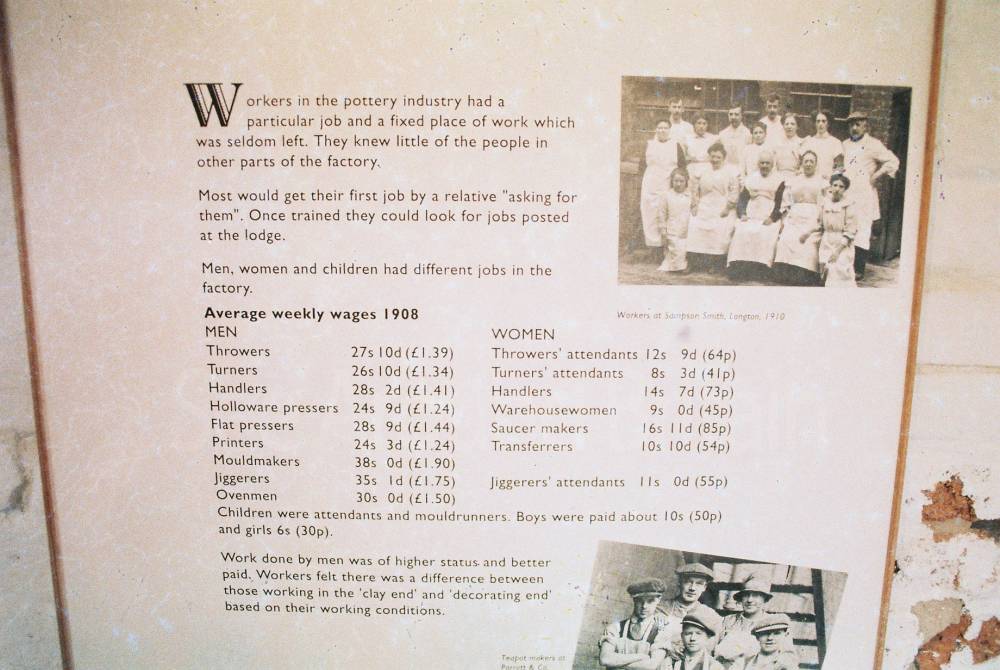 Workers in the pottery industry had a
particular job and a fixed place of work which
was seldom left. They knew little of the people in
other parts of the factory.
Most would get their first job by a relative "asking for
them". Once trained they could look for jobs posted
at the lodge.
Men, women and children had different jobs in the
factory.
Workers at Sampson Smith, Longton, 1910
Average weekly wages 1908
MEN
Throwers 27s 10d (£1.39)
Turners 26s 10d (£1.34)
Handlers 28s 2d (£1.41)
Holloware pressers 24s 9d (£1.24)
Flat pressers 28s 9d (£1.44)
Printers 24s 3d (£1.24)
Mouldmakers 38s 0d (£1.90)
Jiggerers 35s 1d (£1.75)
Ovenmen 30s 0d (£1.50)
WOMEN
Throwers' attendants 12s 9d (64p)
Turners' attendants 8s 3d (41p)
Handlers 14s 7d (73p)
Warehousewomen 9s 0d (45p)
Saucer makers 16s 11d (85p)
Transferrers 10s 10d (54p)
Jiggerers' attendants 11s 0d (55p)
Children were attendants and mouldrunners. Boys were paid about 10s (50p)
and girls 6s (30p).
Work done by men was of higher status and better
paid. Workers felt there was a difference between
those working in the 'clay end' and 'decorating end'
based on their working conditions.
Teapot makers at
Parrott & Co.